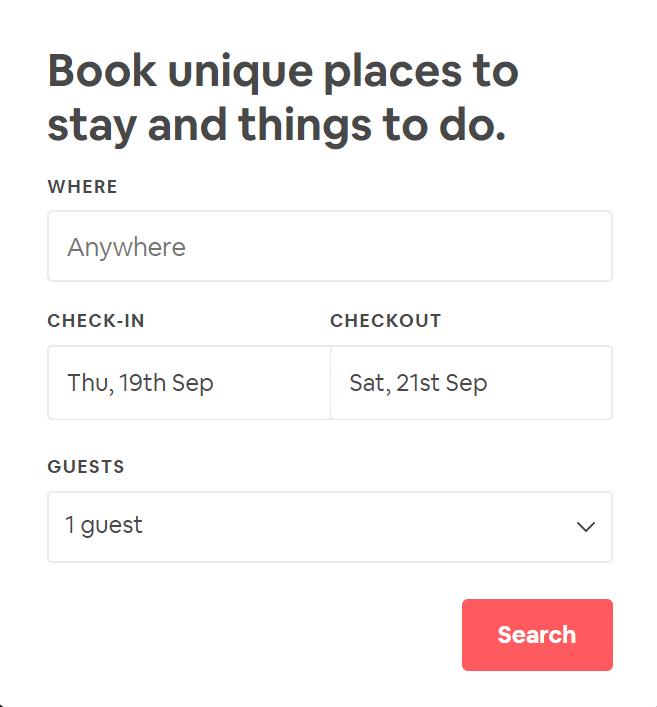 Book unique places to
stay and things to do.
WHERE
Anywhere
CHECK-IN CHECKOUT
Thu, 19th Sep Sat, 21st Sep
GUESTS
1 guest
Search